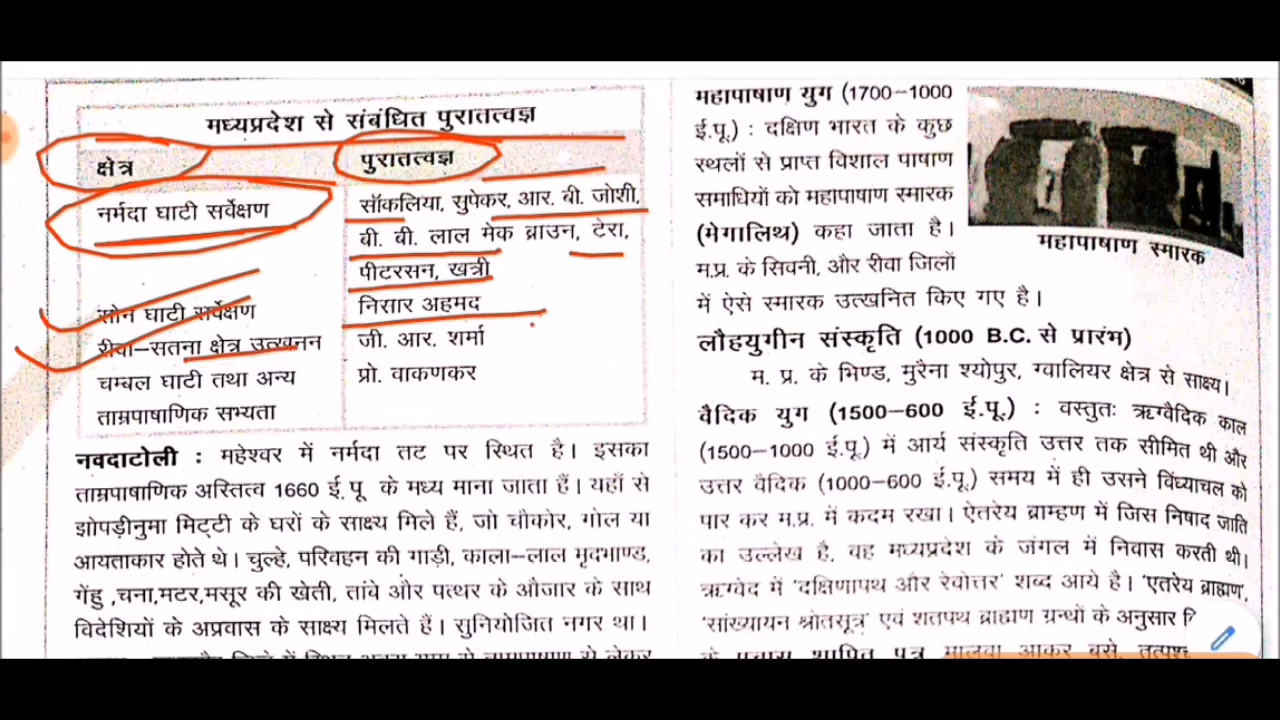 मध्यप्रदेश से संबंधित पुरातत्वज्ञ
क्षेत्र पुरातत्वज्ञ
नर्मदा घाटी सर्वेक्षण सॉकलिया, सुपेकर, आर. बी. जोशी,
बी. बी. लाल मेक ब्राउन, टेरा,
पीटरसन, खत्री
सोन घाटी सर्वेक्षण निसार अहमद
रीवा–सतना क्षेत्र उत्खनन जी. आर. शर्मा
चम्बल घाटी तथा अन्य प्रो. वाकणकर
ताम्रपाषाणिक सभ्यता
नवदाटोली : महेश्वर में नर्मदा तट पर स्थित है। इसका
ताम्रपाषाणिक अस्तित्व 1660 ई.पू. के मध्य माना जाता हैं। यहाँ से
झोपड़ीनुमा मिट्टी के घरों के साक्ष्य मिले हैं, जो चौकोर, गोल या
आयताकार होते थे। चुल्हे, परिवहन की गाड़ी, काला–लाल मृदभाण्ड,
गेंहु ,चना,मटर,मसूर की खेती, तांबे और पत्थर के औजार के साथ
विदेशियों के अप्रवास के साक्ष्य मिलते हैं। सुनियोजित नगर था।
महापाषाण युग (1700–1000
ई.पू.) : दक्षिण भारत के कुछ
स्थलों से प्राप्त विशाल पाषाण
समाधियों को महापाषाण स्मारक
(मेगालिथ) कहा जाता है।
म.प्र. के सिवनी, और रीवा जिलों
में ऐसे स्मारक उत्खनित किए गए है।
महापाषाण स्मारक
लौहयुगीन संस्कृति (1000 B.C. से प्रारंभ)
म. प्र. के भिण्ड, मुरैना श्योपुर, ग्वालियर क्षेत्र से साक्ष्य।
वैदिक युग (1500–600 ई.पू.) : वस्तुतः ऋग्वैदिक काल
(1500–1000 ई.पू.) में आर्य संस्कृति उत्तर तक सीमित थी और
उत्तर वैदिक (1000–600 ई.पू.) समय में ही उसने विंध्याचल को
पार कर म.प्र. में कदम रखा। ऐतरेय ब्राम्हण में जिस निषाद जाति
का उल्लेख है, वह मध्यप्रदेश के जंगल में निवास करती थी।
ऋग्वेद में 'दक्षिणापथ और रेवोत्तर' शब्द आये है। 'एतरेय ब्राह्मण',
'सांख्यायन श्रोतसूत्र' एवं शतपथ ब्राहाण ग्रन्थों के अनुसार
मालवा आकर बसे,